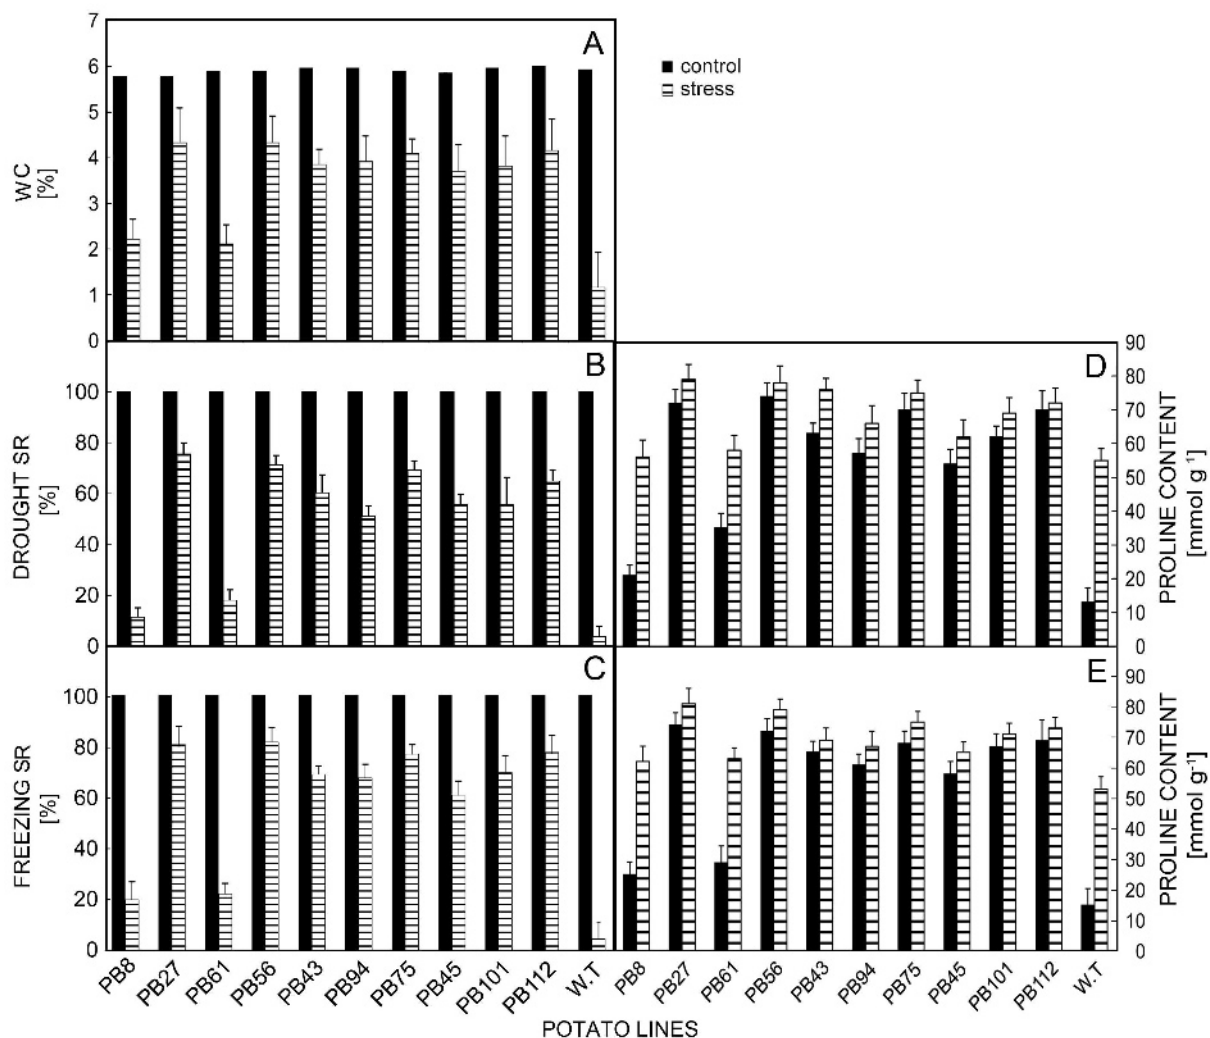 A
7
6
5
4
3
2
1
0
WC
[%]
control
stress
B
100
80
60
40
20
0
DROUGHT SR
[%]
D
90
80
70
60
50
40
30
20
10
0
PROLINE CONTENT
[mmol g⁻¹]
C
100
80
60
40
20
0
FREEZING SR
[%]
E
90
80
70
60
50
40
30
20
10
0
PROLINE CONTENT
[mmol g⁻¹]
PB8 PB27 PB61 PB56 PB43 PB94 PB75 PB45 PB101 PB112 W.T
PB8 PB27 PB61 PB56 PB43 PB94 PB75 PB45 PB101 PB112 W.T
POTATO LINES